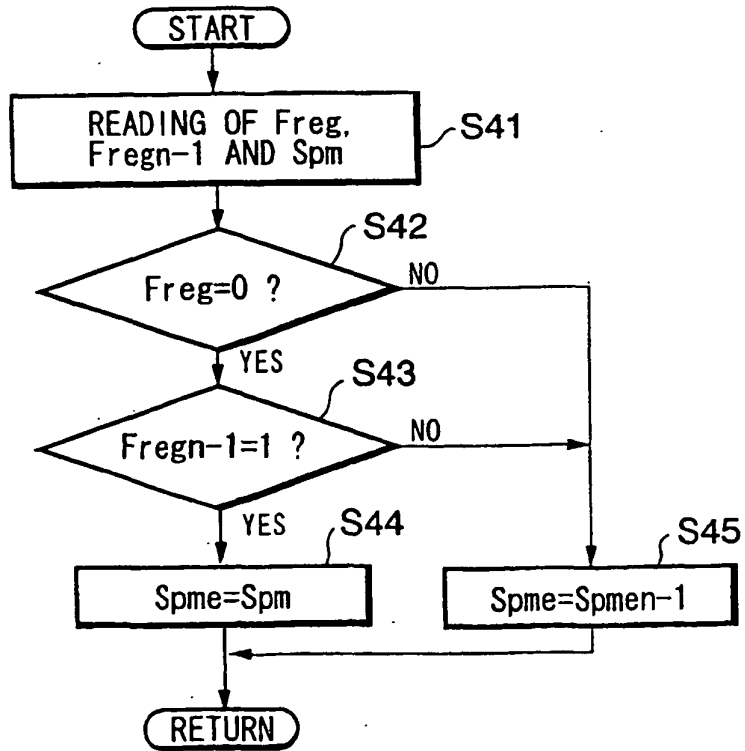 START
READING OF Freg,
Fregn-1 AND Spm
S41
S42
Freg=0 ?
NO
YES
S43
Fregn-1=1 ?
NO
YES
S44
S45
Spme=Spm
Spme=Spmen-1
RETURN